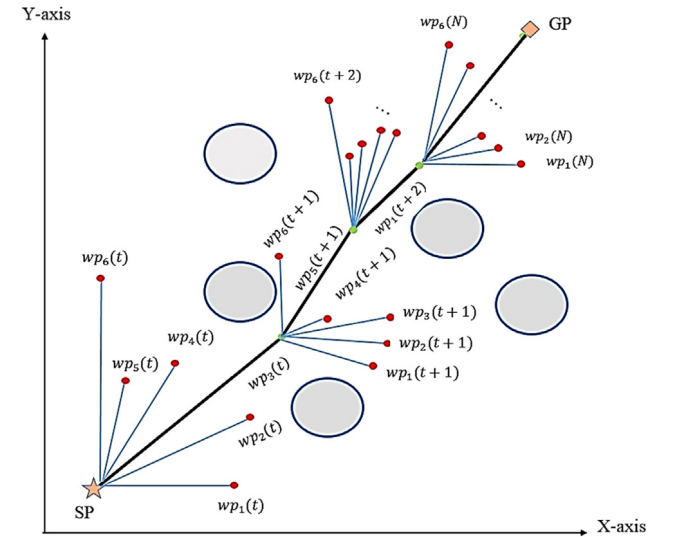 Y-axis
GP
wp₆(N)
wp₆(t + 2)
...
...
wp₂(N)
wp₁(N)
wp₁(t + 2)
wp₆(t + 1)
wp₅(t + 1)
wp₄(t + 1)
wp₆(t)
wp₃(t + 1)
wp₂(t + 1)
wp₁(t + 1)
wp₄(t)
wp₅(t)
wp₃(t)
wp₂(t)
wp₁(t)
SP
X-axis